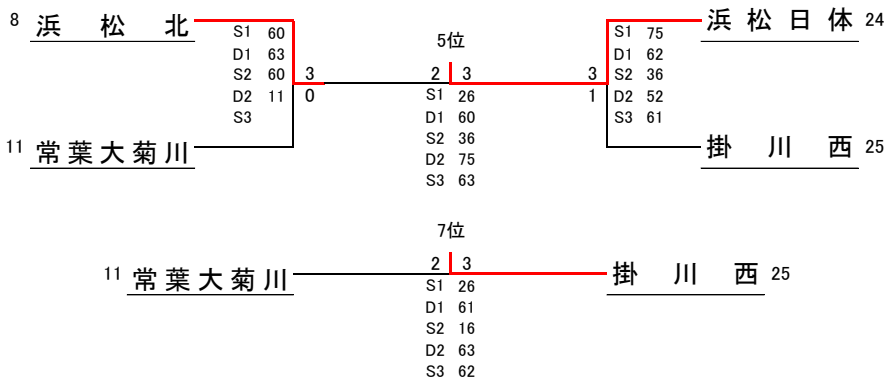 8 浜松北 S1 60 5位 S1 75 浜松日体 24
D1 63 D1 62
S2 60 3 2 3 3 S2 36
D2 11 0 S1 26 1 D2 52
S3 D1 60 S3 61
11 常葉大菊川 S2 36 掛川西 25
D2 75
S3 63
7位
11 常葉大菊川 2 3 掛川西 25
S1 26
D1 61
S2 16
D2 63
S3 62